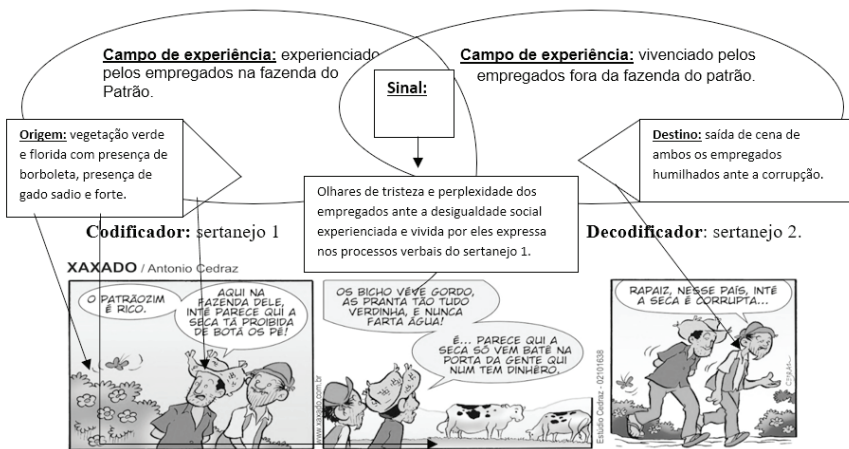 Campo de experiência: experienciado
pelos empregados na fazenda do
Patrão.
Campo de experiência: vivenciado pelos
empregados fora da fazenda do patrão.
Sinal:
Origem: vegetação verde
e florida com presença de
borboleta, presença de
gado sadio e forte.
Destino: saída de cena de
ambos os empregados
humilhados ante a corrupção.
Olhares de tristeza e perplexidade dos
empregados ante a desigualdade social
experienciada e vivida por eles expressa
nos processos verbais do sertanejo 1.
Codificador: sertanejo 1
Decodificador: sertanejo 2.
XAXADO / Antonio Cedraz
O PATRÃOZIM
É RICO.
AQUI NA
FAZENDA DELE,
INTÉ PARECE QUI A
SECA TÁ PROIBIDA
DE BOTÁ OS PÉ!
www.xaxado.com.br
OS BICHO VÉVE GORDO,
AS PRANTA TÃO TUDO
VERDINHA, E NUNCA
FARTA ÁGUA!
É... PARECE QUI A
SECA SÓ VEM BATÊ NA
PORTA DA GENTE QUI
NUM TEM DINHÊRO.
Estúdio Cedraz - 02101638
RAPAIZ, NESSE PAÍS, INTÉ
A SECA É CORRUPTA...